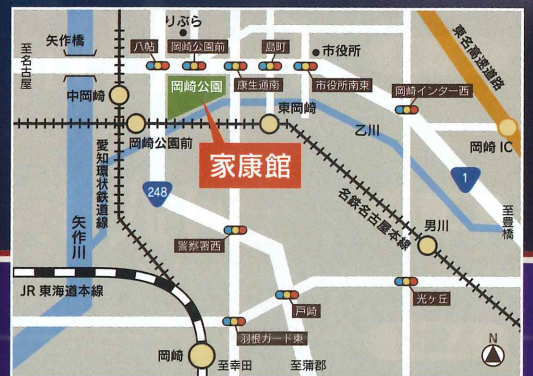 りぶら
八帖
岡崎公園前
島町
市役所
矢作橋
至名古屋
康生通南
市役所南東
東名高速道路
岡崎公園
岡崎インター西
中岡崎
岡崎公園前
東岡崎
乙川
岡崎IC
家康館
愛知環状鉄道線
248
1
名鉄名古屋本線
至豊橋
矢作川
警察署西
男川
JR東海道本線
戸崎
光ヶ丘
羽根ガード東
岡崎
至幸田
至蒲郡
N